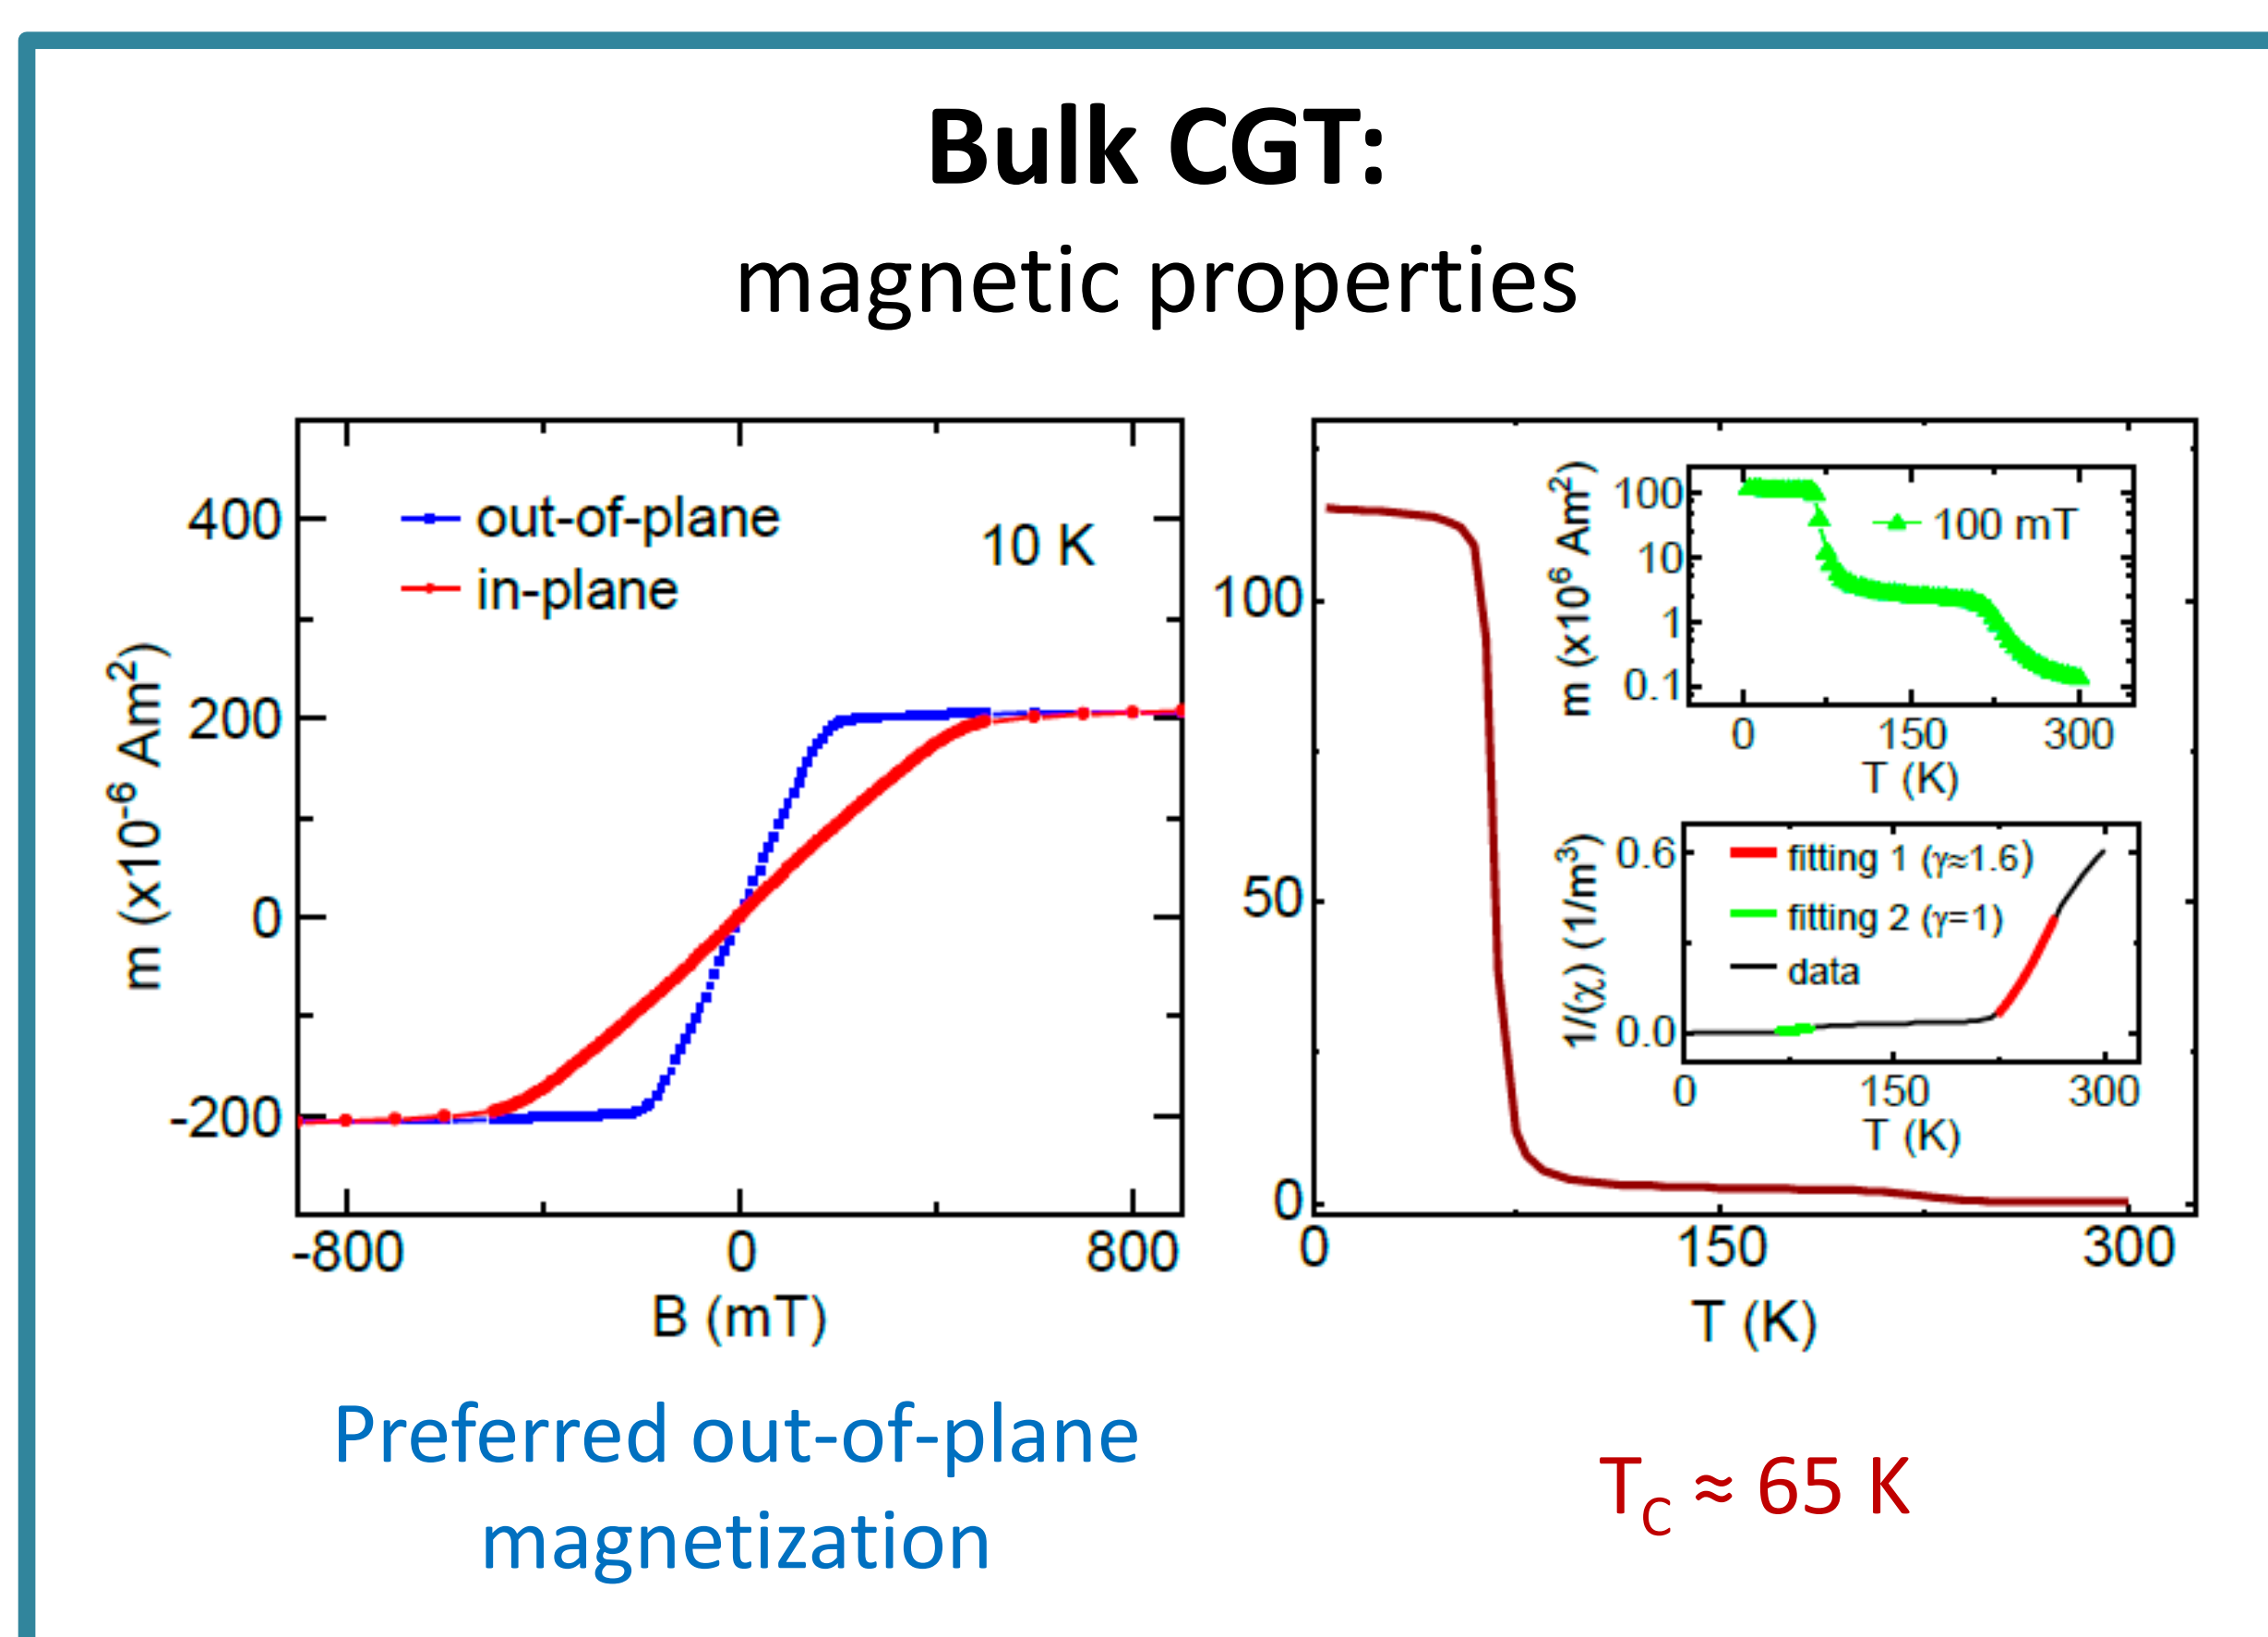 Bulk CGT:
magnetic properties
m (x10⁻⁶ Am²)
400
200
0
-200
out-of-plane
in-plane
10 K
-800
0
800
B (mT)
Preferred out-of-plane
magnetization
100
50
0
0
150
300
T (K)
m (x10⁶ Am²)
100
10
1
0.1
100 mT
0
150
300
T (K)
1/(χ) (1/m³)
0.6
0.0
fitting 1 (γ≈1.6)
fitting 2 (γ=1)
data
0
150
300
T (K)
T_C ≈ 65 K